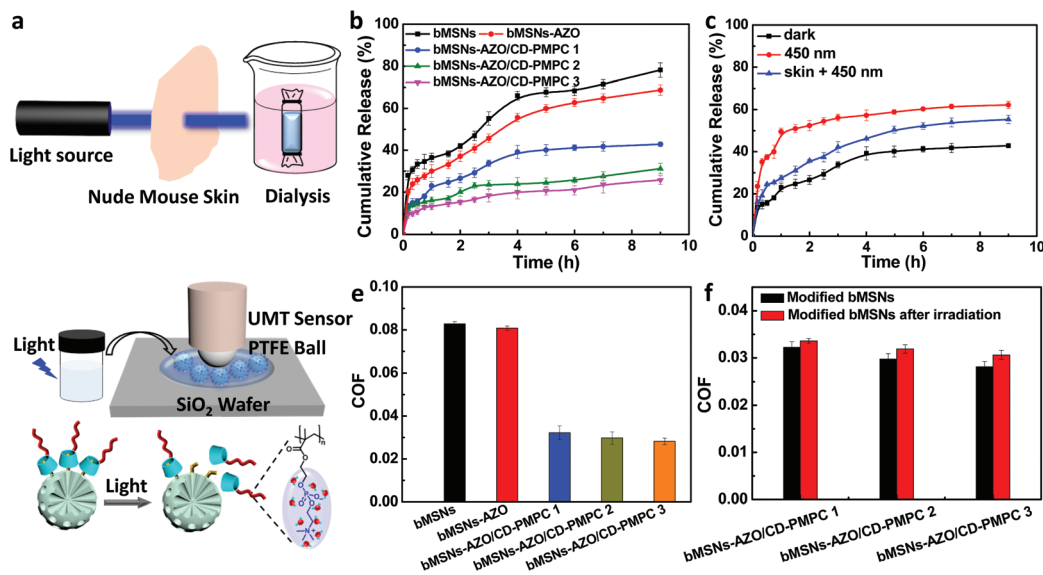 a
Light source
Nude Mouse Skin
Dialysis
Light
UMT Sensor
PTFE Ball
SiO₂ Wafer
Light
n
O
O
O
O
P
O
O
N
+
b
bMSNs
bMSNs-AZO
bMSNs-AZO/CD-PMPC 1
bMSNs-AZO/CD-PMPC 2
bMSNs-AZO/CD-PMPC 3
Cumulative Release (%)
100
80
60
40
20
0
0 2 4 6 8 10
Time (h)
c
dark
450 nm
skin + 450 nm
Cumulative Release (%)
100
80
60
40
20
0
0 2 4 6 8 10
Time (h)
e
COF
0.10
0.08
0.06
0.04
0.02
0.00
bMSNs
bMSNs-AZO
bMSNs-AZO/CD-PMPC 1
bMSNs-AZO/CD-PMPC 2
bMSNs-AZO/CD-PMPC 3
f
Modified bMSNs
Modified bMSNs after irradiation
COF
0.04
0.03
0.02
0.01
0.00
bMSNs-AZO/CD-PMPC 1
bMSNs-AZO/CD-PMPC 2
bMSNs-AZO/CD-PMPC 3